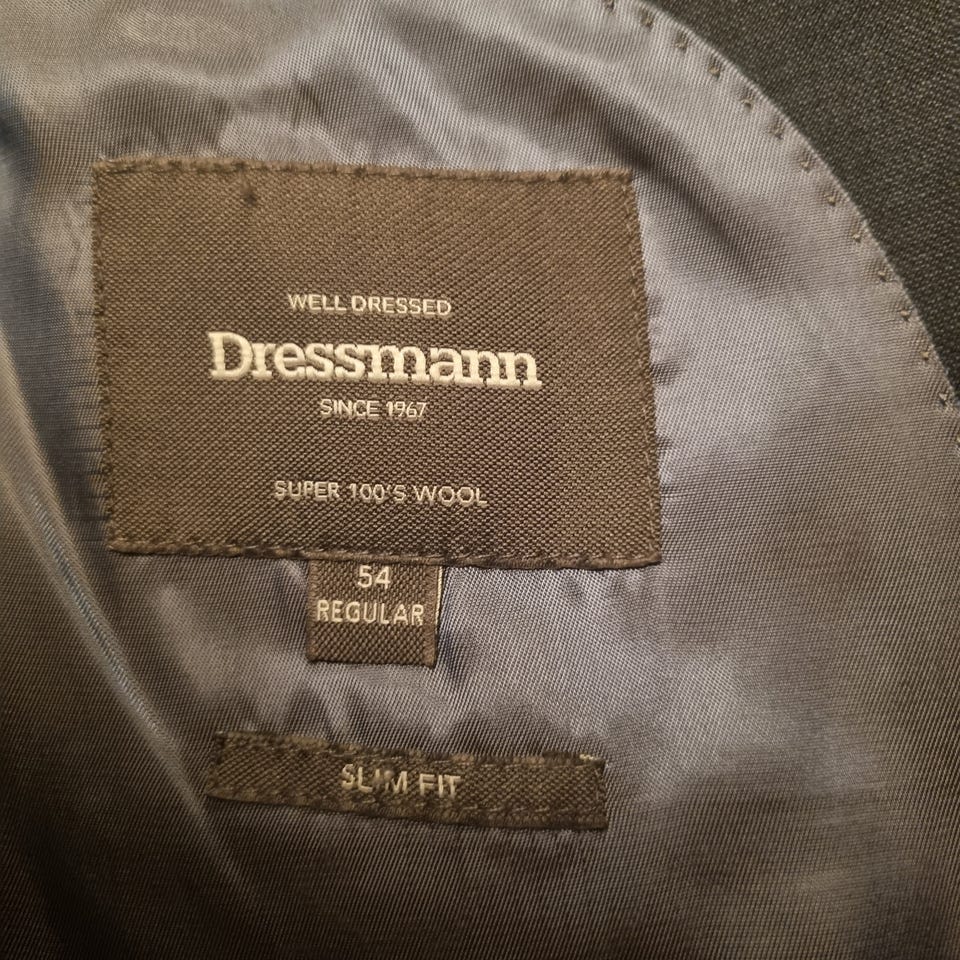 WELL DRESSED
Dressmann
SINCE 1967
SUPER 100'S WOOL
54
REGULAR
SLIM FIT